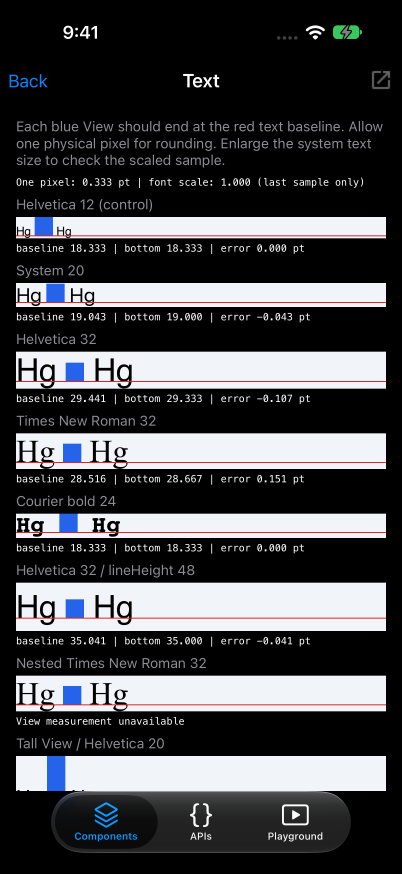 9:41
Back
Text
Each blue View should end at the red text baseline. Allow
one physical pixel for rounding. Enlarge the system text
size to check the scaled sample.
One pixel: 0.333 pt | font scale: 1.000 (last sample only)
Helvetica 12 (control)
Hg Hg
baseline 18.333 | bottom 18.333 | error 0.000 pt
System 20
Hg Hg
baseline 19.043 | bottom 19.000 | error -0.043 pt
Helvetica 32
Hg Hg
baseline 29.441 | bottom 29.333 | error -0.107 pt
Times New Roman 32
Hg Hg
baseline 28.516 | bottom 28.667 | error 0.151 pt
Courier bold 24
Hg Hg
baseline 18.333 | bottom 18.333 | error 0.000 pt
Helvetica 32 / lineHeight 48
Hg Hg
baseline 35.041 | bottom 35.000 | error -0.041 pt
Nested Times New Roman 32
Hg Hg
View measurement unavailable
Tall View / Helvetica 20
Components
{}
APIs
Playground